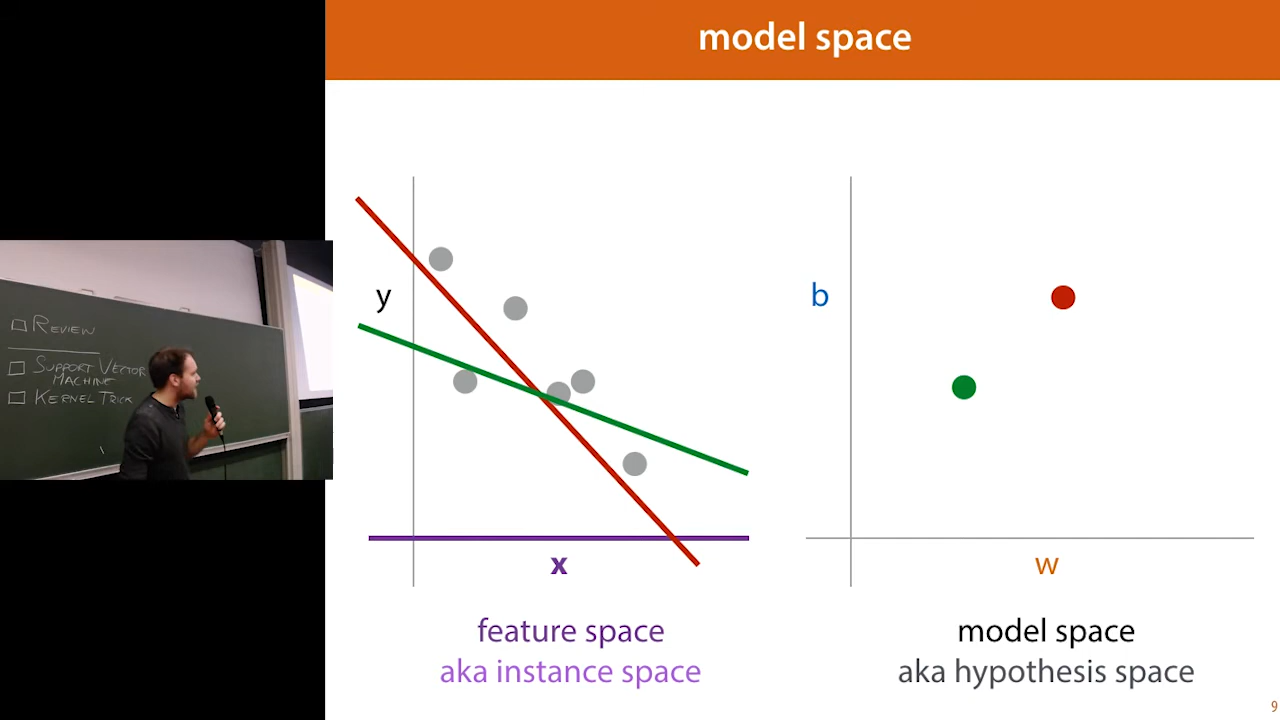 model space
y
x
feature space
aka instance space
b
w
model space
aka hypothesis space
9
REVIEW
SUPPORT VECTOR
MACHINE
KERNEL TRICK